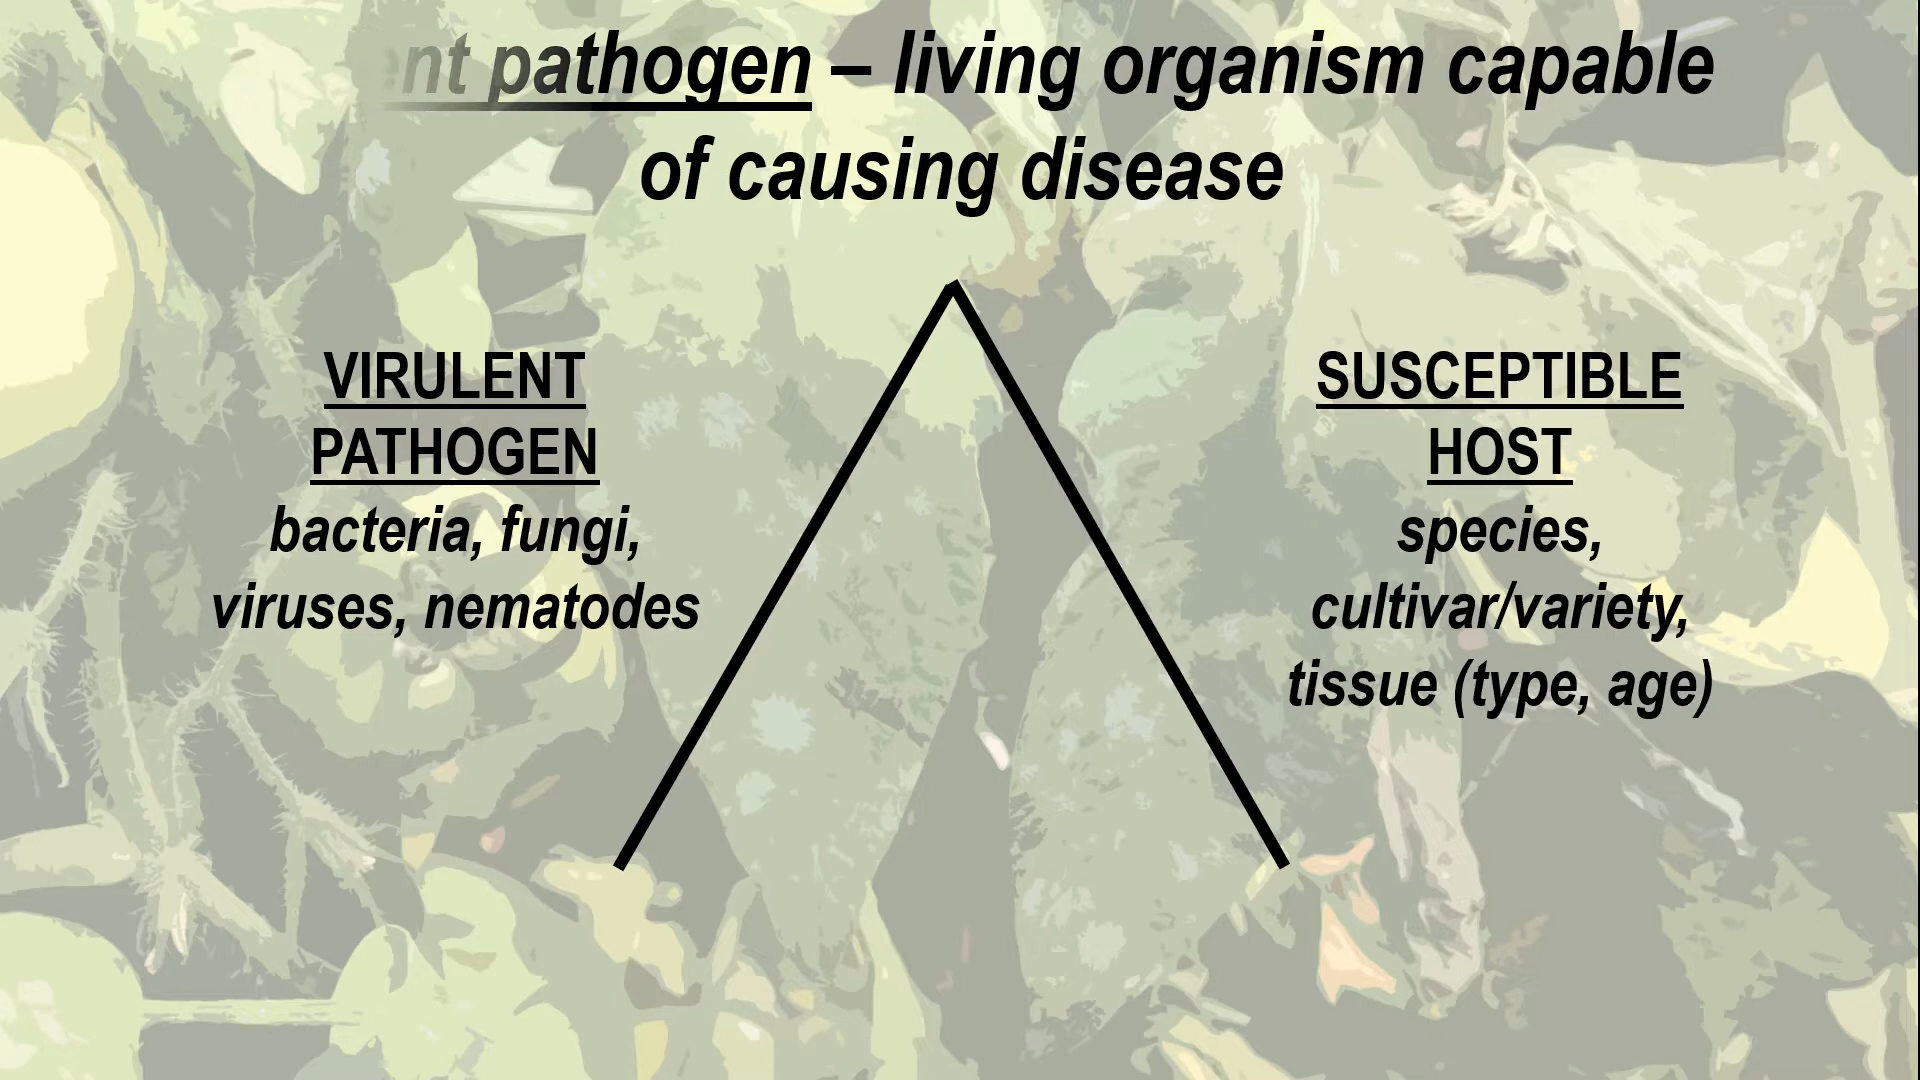 nt pathogen – living organism capable
of causing disease
VIRULENT
PATHOGEN
bacteria, fungi,
viruses, nematodes
SUSCEPTIBLE
HOST
species,
cultivar/variety,
tissue (type, age)